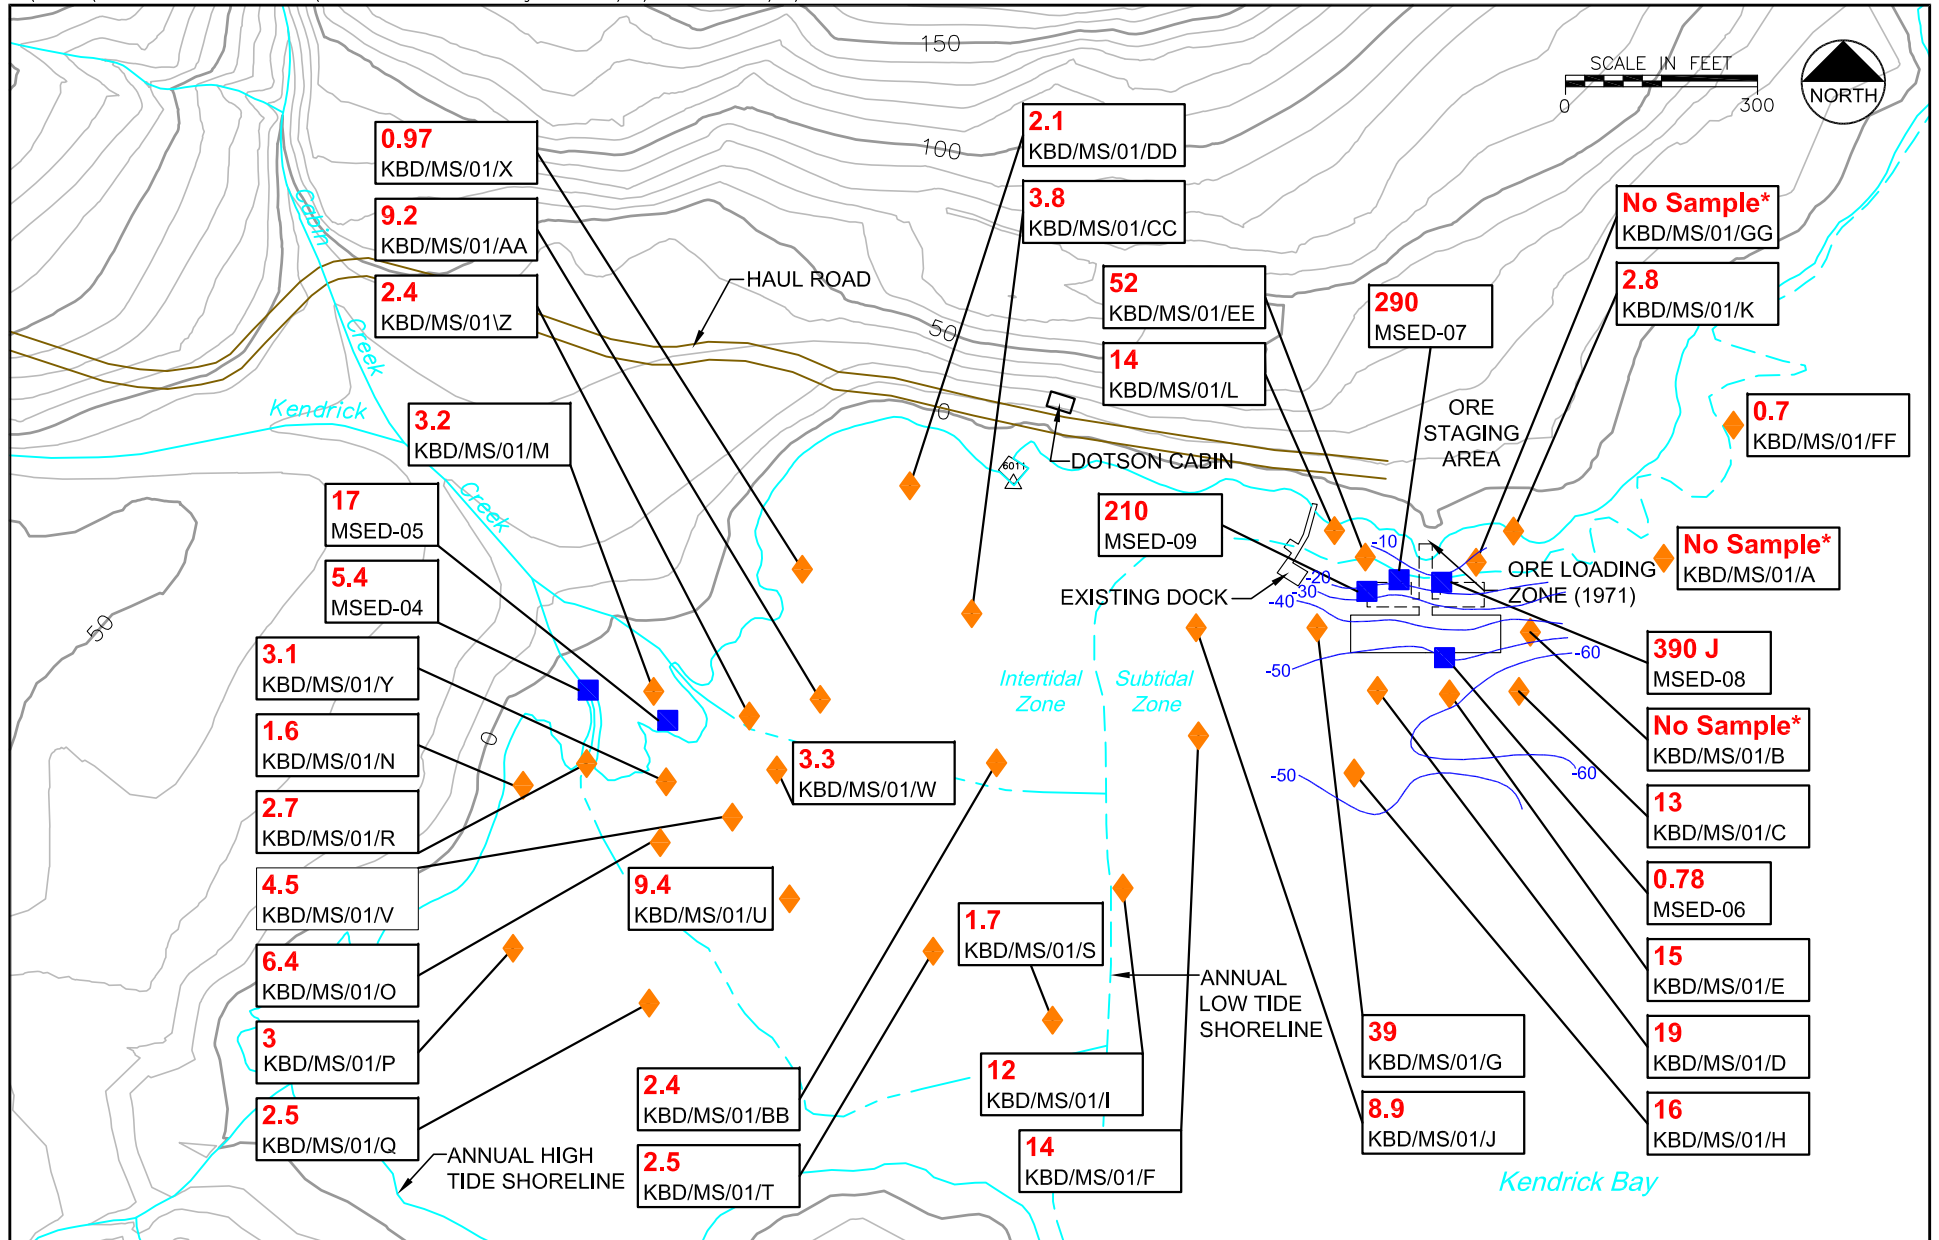 150
SCALE IN FEET
0
300
NORTH
100
0.97
KBD/MS/01/X
2.1
KBD/MS/01/DD
9.2
KBD/MS/01/AA
3.8
KBD/MS/01/CC
No Sample*
KBD/MS/01/GG
Cabin
Creek
2.4
KBD/MS/01\Z
HAUL ROAD
52
KBD/MS/01/EE
290
MSED-07
2.8
KBD/MS/01/K
50
14
KBD/MS/01/L
Kendrick
Creek
3.2
KBD/MS/01/M
0
ORE
STAGING
AREA
0.7
KBD/MS/01/FF
6011
DOTSON CABIN
17
MSED-05
210
MSED-09
-10
-20
-30
-40
No Sample*
KBD/MS/01/A
ORE LOADING
ZONE (1971)
5.4
MSED-04
EXISTING DOCK
50
3.1
KBD/MS/01/Y
Intertidal
Zone
Subtidal
Zone
-50
-60
390 J
MSED-08
0
1.6
KBD/MS/01/N
3.3
KBD/MS/01/W
-50
-60
No Sample*
KBD/MS/01/B
2.7
KBD/MS/01/R
13
KBD/MS/01/C
4.5
KBD/MS/01/V
9.4
KBD/MS/01/U
0.78
MSED-06
1.7
KBD/MS/01/S
6.4
KBD/MS/01/O
ANNUAL
LOW TIDE
SHORELINE
15
KBD/MS/01/E
3
KBD/MS/01/P
39
KBD/MS/01/G
19
KBD/MS/01/D
2.4
KBD/MS/01/BB
12
KBD/MS/01/I
2.5
KBD/MS/01/Q
8.9
KBD/MS/01/J
16
KBD/MS/01/H
ANNUAL HIGH
TIDE SHORELINE
2.5
KBD/MS/01/T
14
KBD/MS/01/F
Kendrick Bay